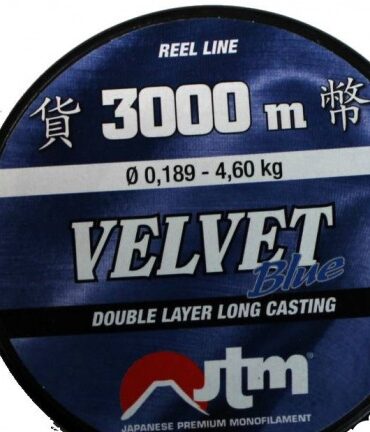 REEL LINE
貨 3000 m 幣
Ø 0,189 - 4,60 kg
VELVET
Blue
DOUBLE LAYER LONG CASTING
jtm®
JAPANESE PREMIUM MONOFILAMENT